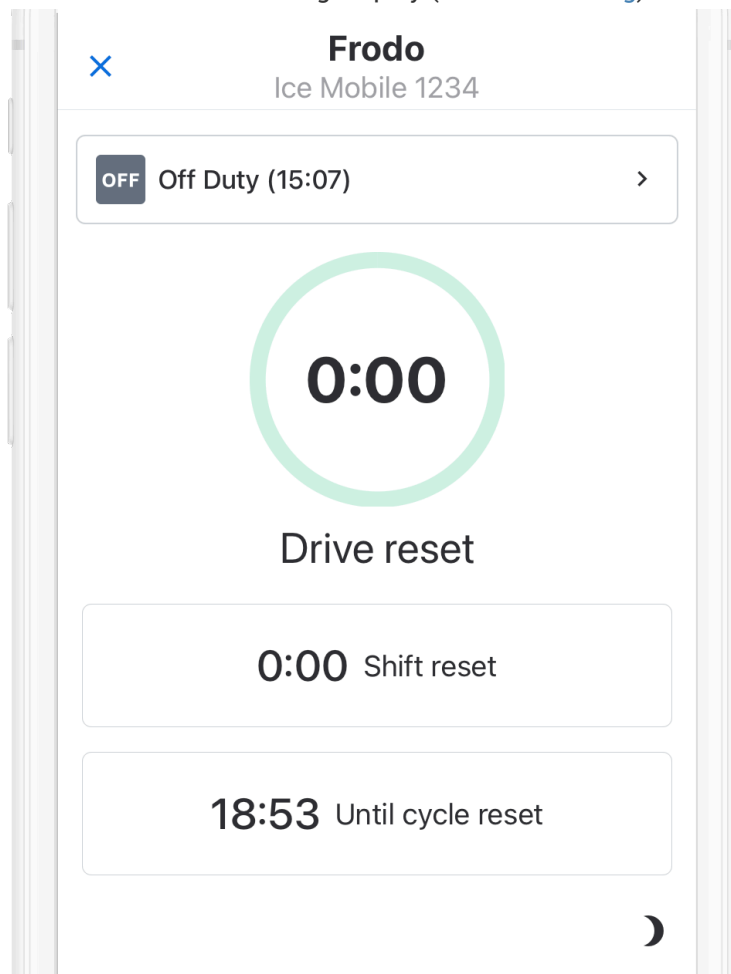 Frodo
Ice Mobile 1234
OFF Off Duty (15:07)
0:00
Drive reset
0:00 Shift reset
18:53 Until cycle reset